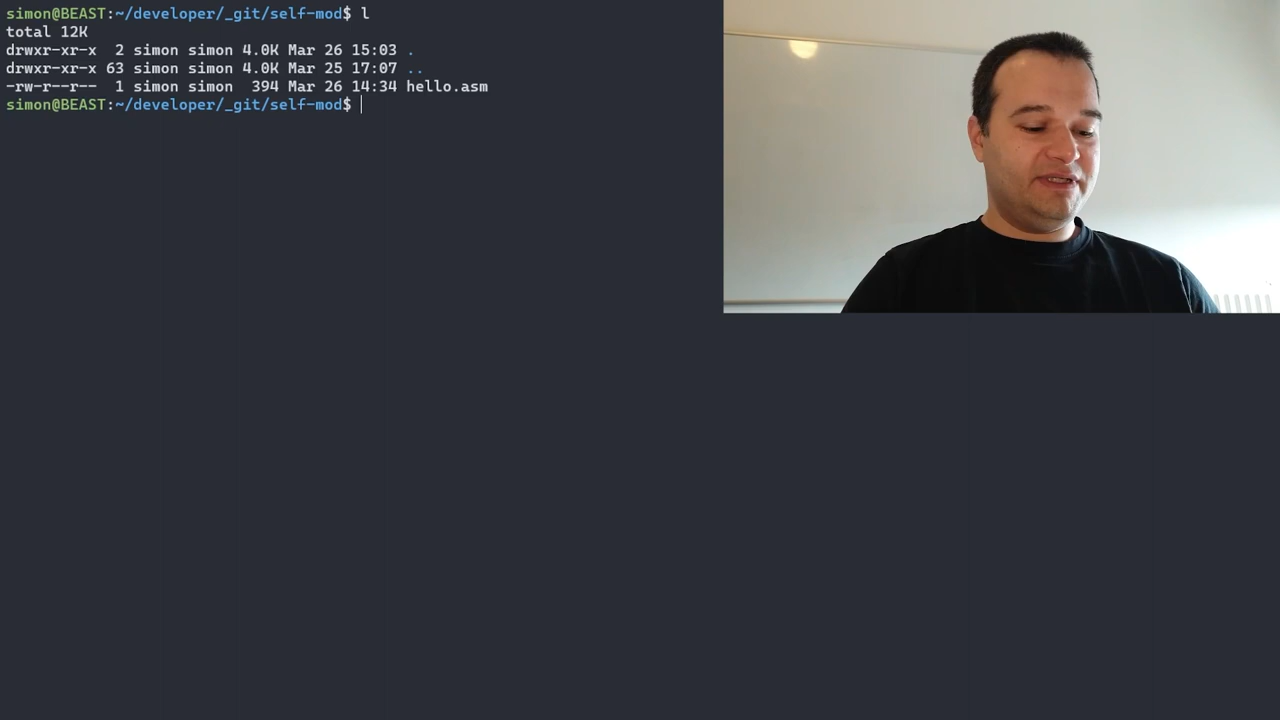 simon@BEAST:~/developer/_git/self-mod$ l
total 12K
drwxr-xr-x  2 simon simon 4.0K Mar 26 15:03 .
drwxr-xr-x 63 simon simon 4.0K Mar 25 17:07 ..
-rw-r--r--  1 simon simon  394 Mar 26 14:34 hello.asm
simon@BEAST:~/developer/_git/self-mod$